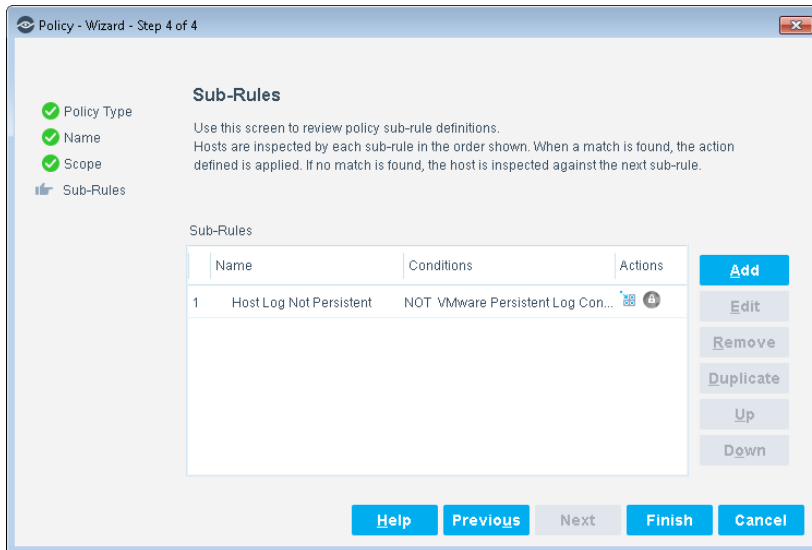 Policy - Wizard - Step 4 of 4
Policy Type
Name
Scope
Sub-Rules
Sub-Rules
Use this screen to review policy sub-rule definitions.
Hosts are inspected by each sub-rule in the order shown. When a match is found, the action
defined is applied. If no match is found, the host is inspected against the next sub-rule.
Sub-Rules
Name Conditions Actions
1 Host Log Not Persistent NOT VMware Persistent Log Con...
Add
Edit
Remove
Duplicate
Up
Down
Help Previous Next Finish Cancel